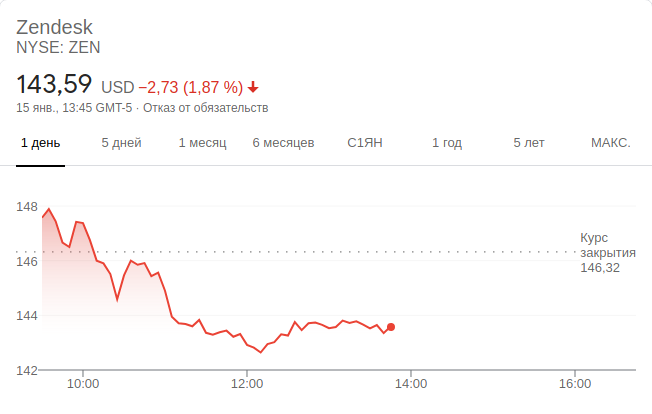 Zendesk
NYSE: ZEN
143,59 USD −2,73 (1,87 %)
15 янв., 13:45 GMT-5 · Отказ от обязательств
1 день 5 дней 1 месяц 6 месяцев С1ЯН 1 год 5 лет МАКС.
148
146
144
142
Курс
закрытия
146,32
10:00 12:00 14:00 16:00